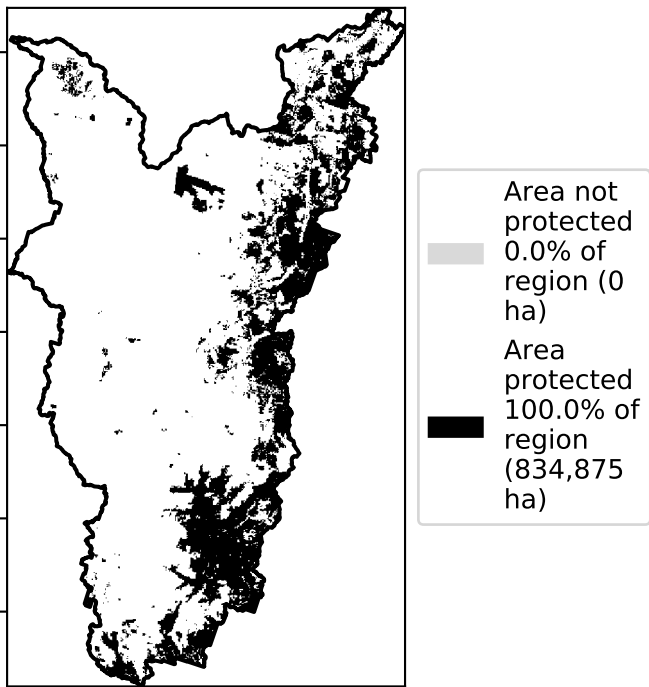 Area not
protected
0.0% of
region (0
ha)
Area
protected
100.0% of
region
(834,875
ha)